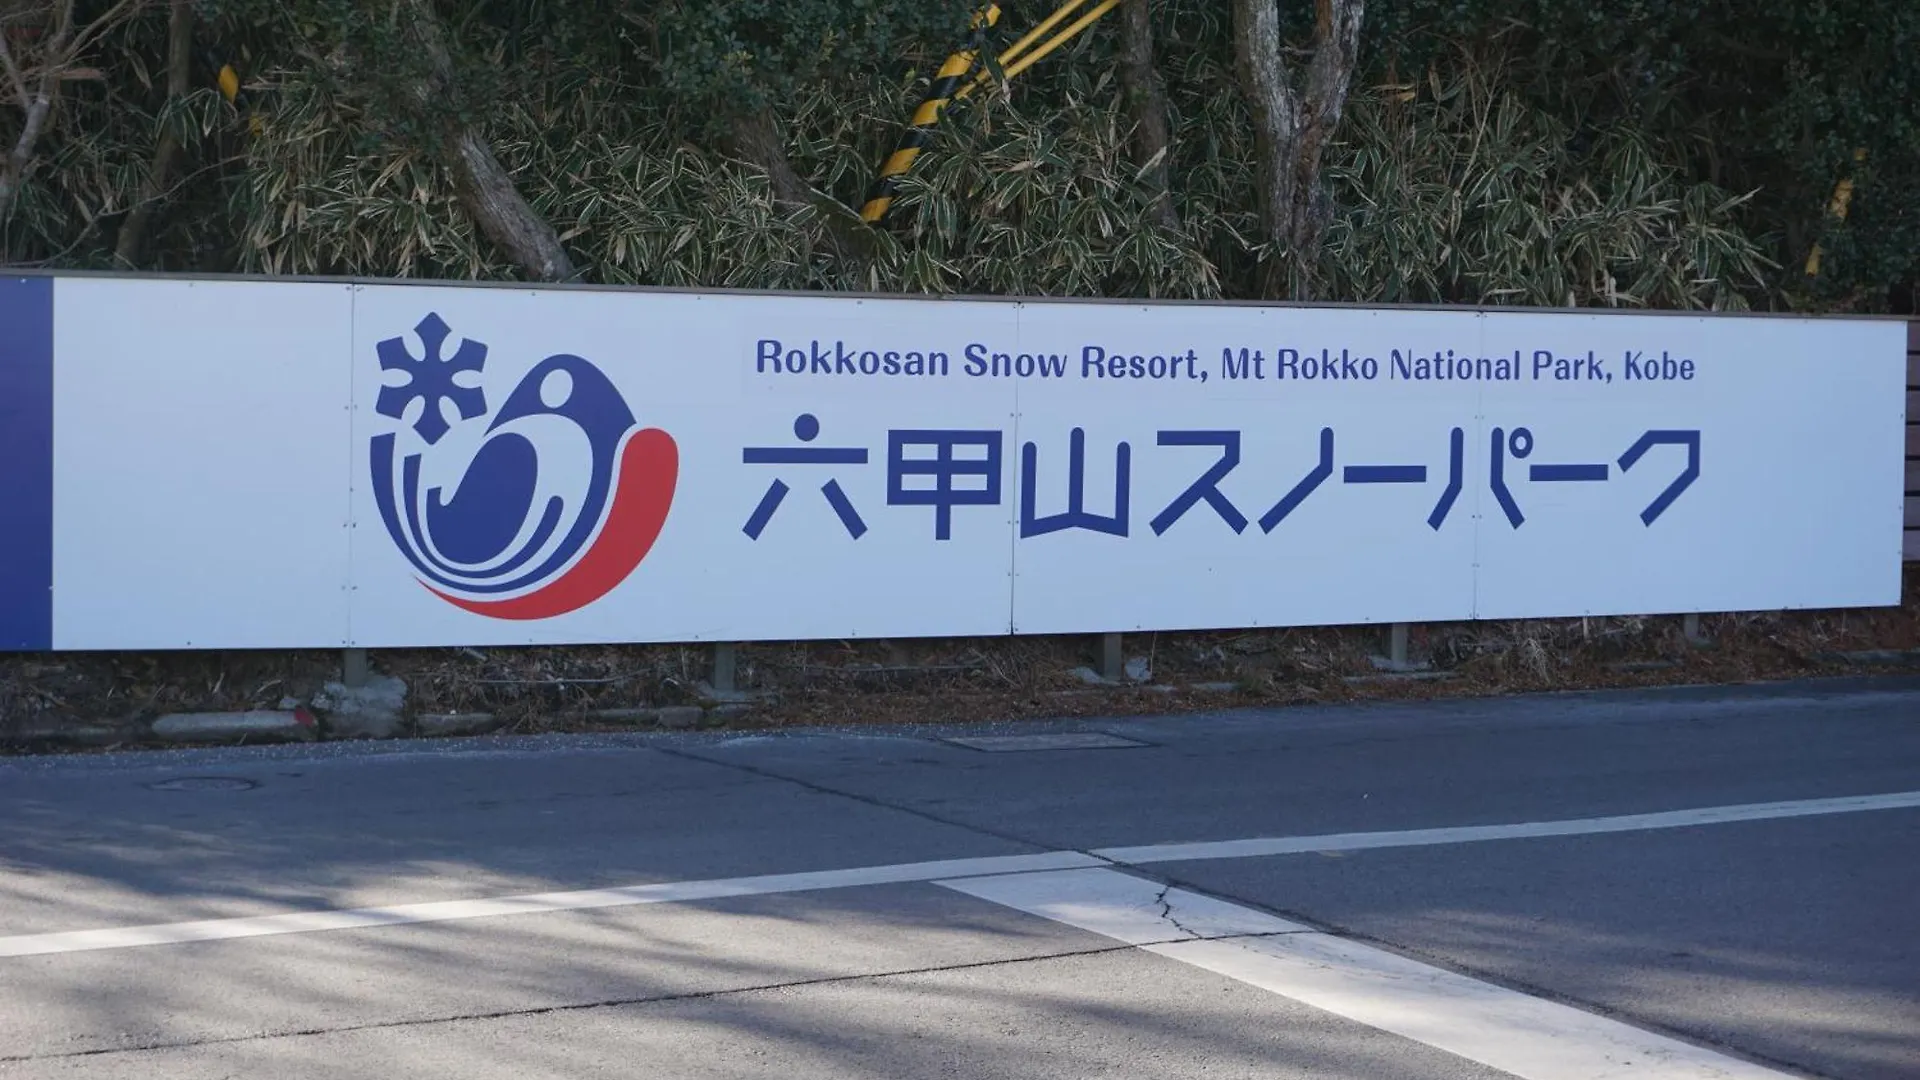 Rokkosan Snow Resort, Mt Rokko National Park, Kobe
六甲山スノーパーク